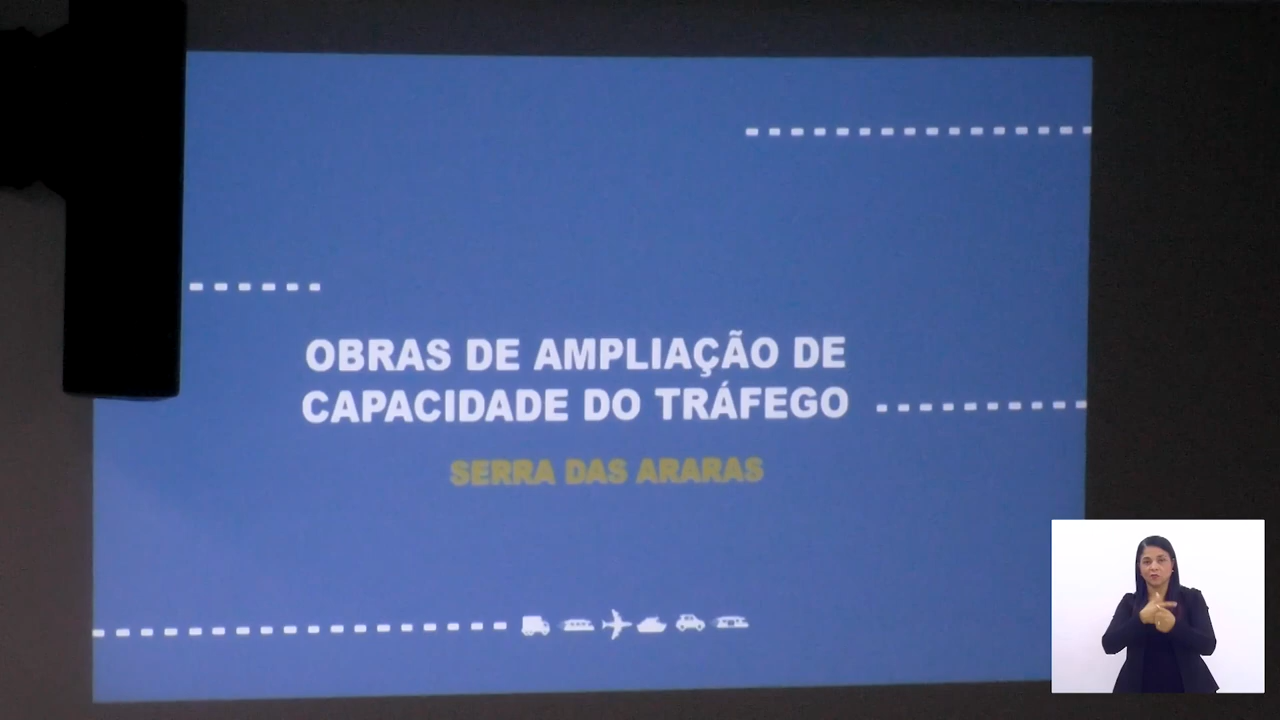 OBRAS DE AMPLIAÇÃO DE
CAPACIDADE DO TRÁFEGO
SERRA DAS ARARAS